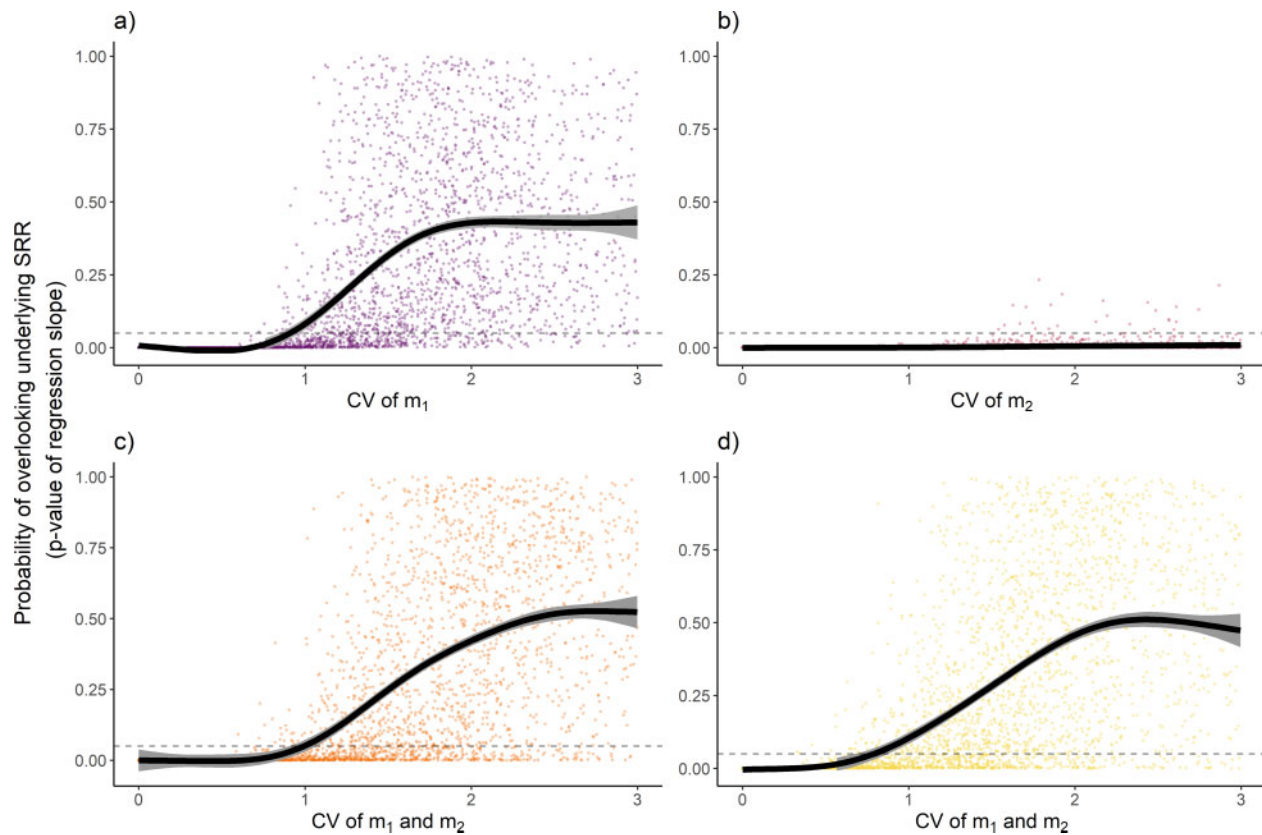 a)
b)
1.00
0.75
0.50
0.25
0.00
0 1 2 3
CV of m₁
1.00
0.75
0.50
0.25
0.00
0 1 2 3
CV of m₂
Probability of overlooking underlying SRR
(p-value of regression slope)
c)
d)
1.00
0.75
0.50
0.25
0.00
0 1 2 3
CV of m₁ and m₂
1.00
0.75
0.50
0.25
0.00
0 1 2 3
CV of m₁ and m₂